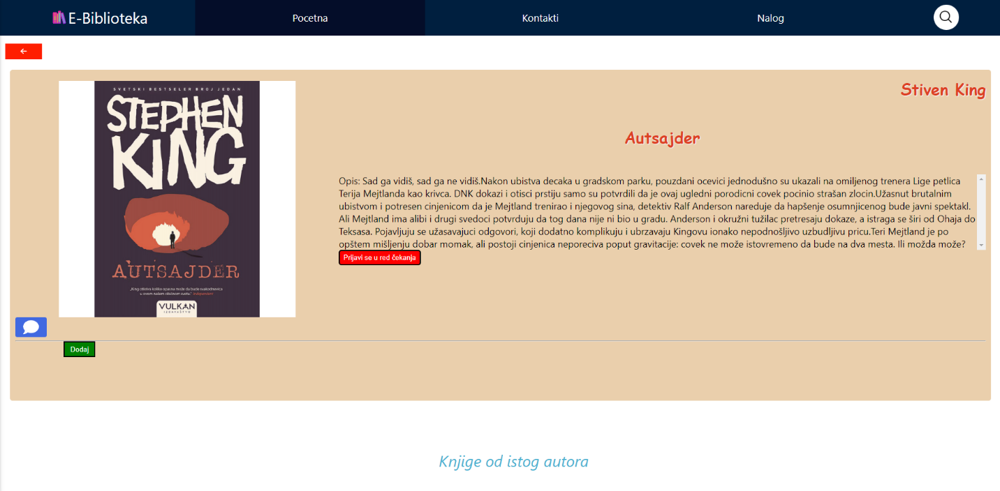 E-Biblioteka
Pocetna
Kontakti
Nalog
Stiven King
SVETSKI BESTSELER BROJ JEDAN
STEPHEN
KING
AUTSAJDER
„King otkriva koliko opasna može da bude svakodnevica
u ovom našem običnom svetu.” Independent
VULKAN
IZDAVAŠTVO
Autsajder
Opis: Sad ga vidiš, sad ga ne vidiš.Nakon ubistva decaka u gradskom parku, pouzdani ocevici jednodušno su ukazali na omiljenog trenera Lige petlica
Terija Mejtlanda kao krivca. DNK dokazi i otisci prstiju samo su potvrdili da je ovaj ugledni porodicni covek pocinio strašan zlocin.Užasnut brutalnim
ubistvom i potresen cinjenicom da je Mejtland trenirao i njegovog sina, detektiv Ralf Anderson nareduje da hapšenje osumnjicenog bude javni spektakl.
Ali Mejtland ima alibi i drugi svedoci potvrduju da tog dana nije ni bio u gradu. Anderson i okružni tužilac pretresaju dokaze, a istraga se širi od Ohaja do
Teksasa. Pojavljuju se užasavajuci odgovori, koji dodatno komplikuju i ubrzavaju Kingovu ionako nepodnošljivo uzbudljivu pricu.Teri Mejtland je po
opštem mišljenju dobar momak, ali postoji cinjenica neporeciva poput gravitacije: covek ne može istovremeno da bude na dva mesta. Ili možda može?
Prijavi se u red čekanja
Dodaj
Knjige od istog autora